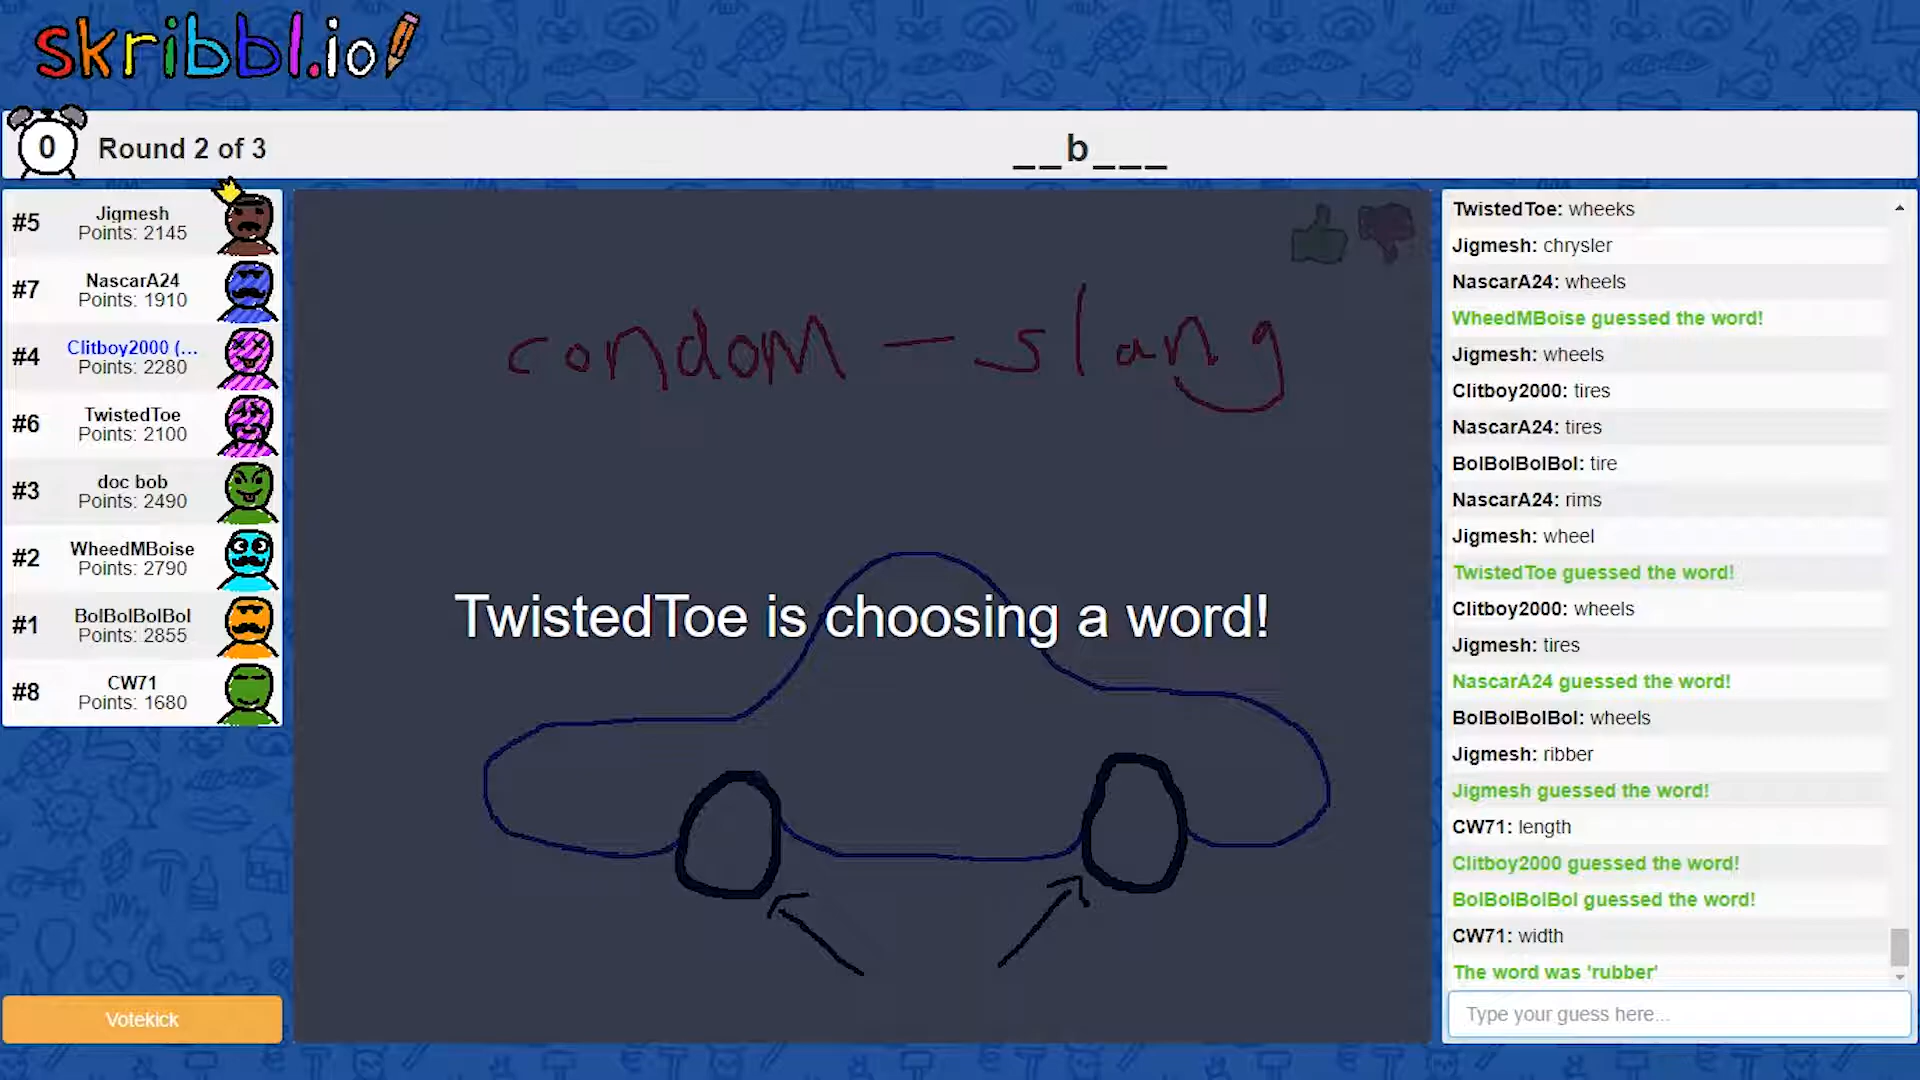 skribbl.io
0
Round 2 of 3
__b___
#5
Jigmesh
Points: 2145
#7
NascarA24
Points: 1910
#4
Clitboy2000 (...
Points: 2280
#6
TwistedToe
Points: 2100
#3
doc bob
Points: 2490
#2
WheedMBoise
Points: 2790
#1
BolBolBolBol
Points: 2855
#8
CW71
Points: 1680
Votekick
condom - slang
TwistedToe is choosing a word!
TwistedToe: wheeks
Jigmesh: chrysler
NascarA24: wheels
WheedMBoise guessed the word!
Jigmesh: wheels
Clitboy2000: tires
NascarA24: tires
BolBolBolBol: tire
NascarA24: rims
Jigmesh: wheel
TwistedToe guessed the word!
Clitboy2000: wheels
Jigmesh: tires
NascarA24 guessed the word!
BolBolBolBol: wheels
Jigmesh: ribber
Jigmesh guessed the word!
CW71: length
Clitboy2000 guessed the word!
BolBolBolBol guessed the word!
CW71: width
The word was 'rubber'
Type your guess here...